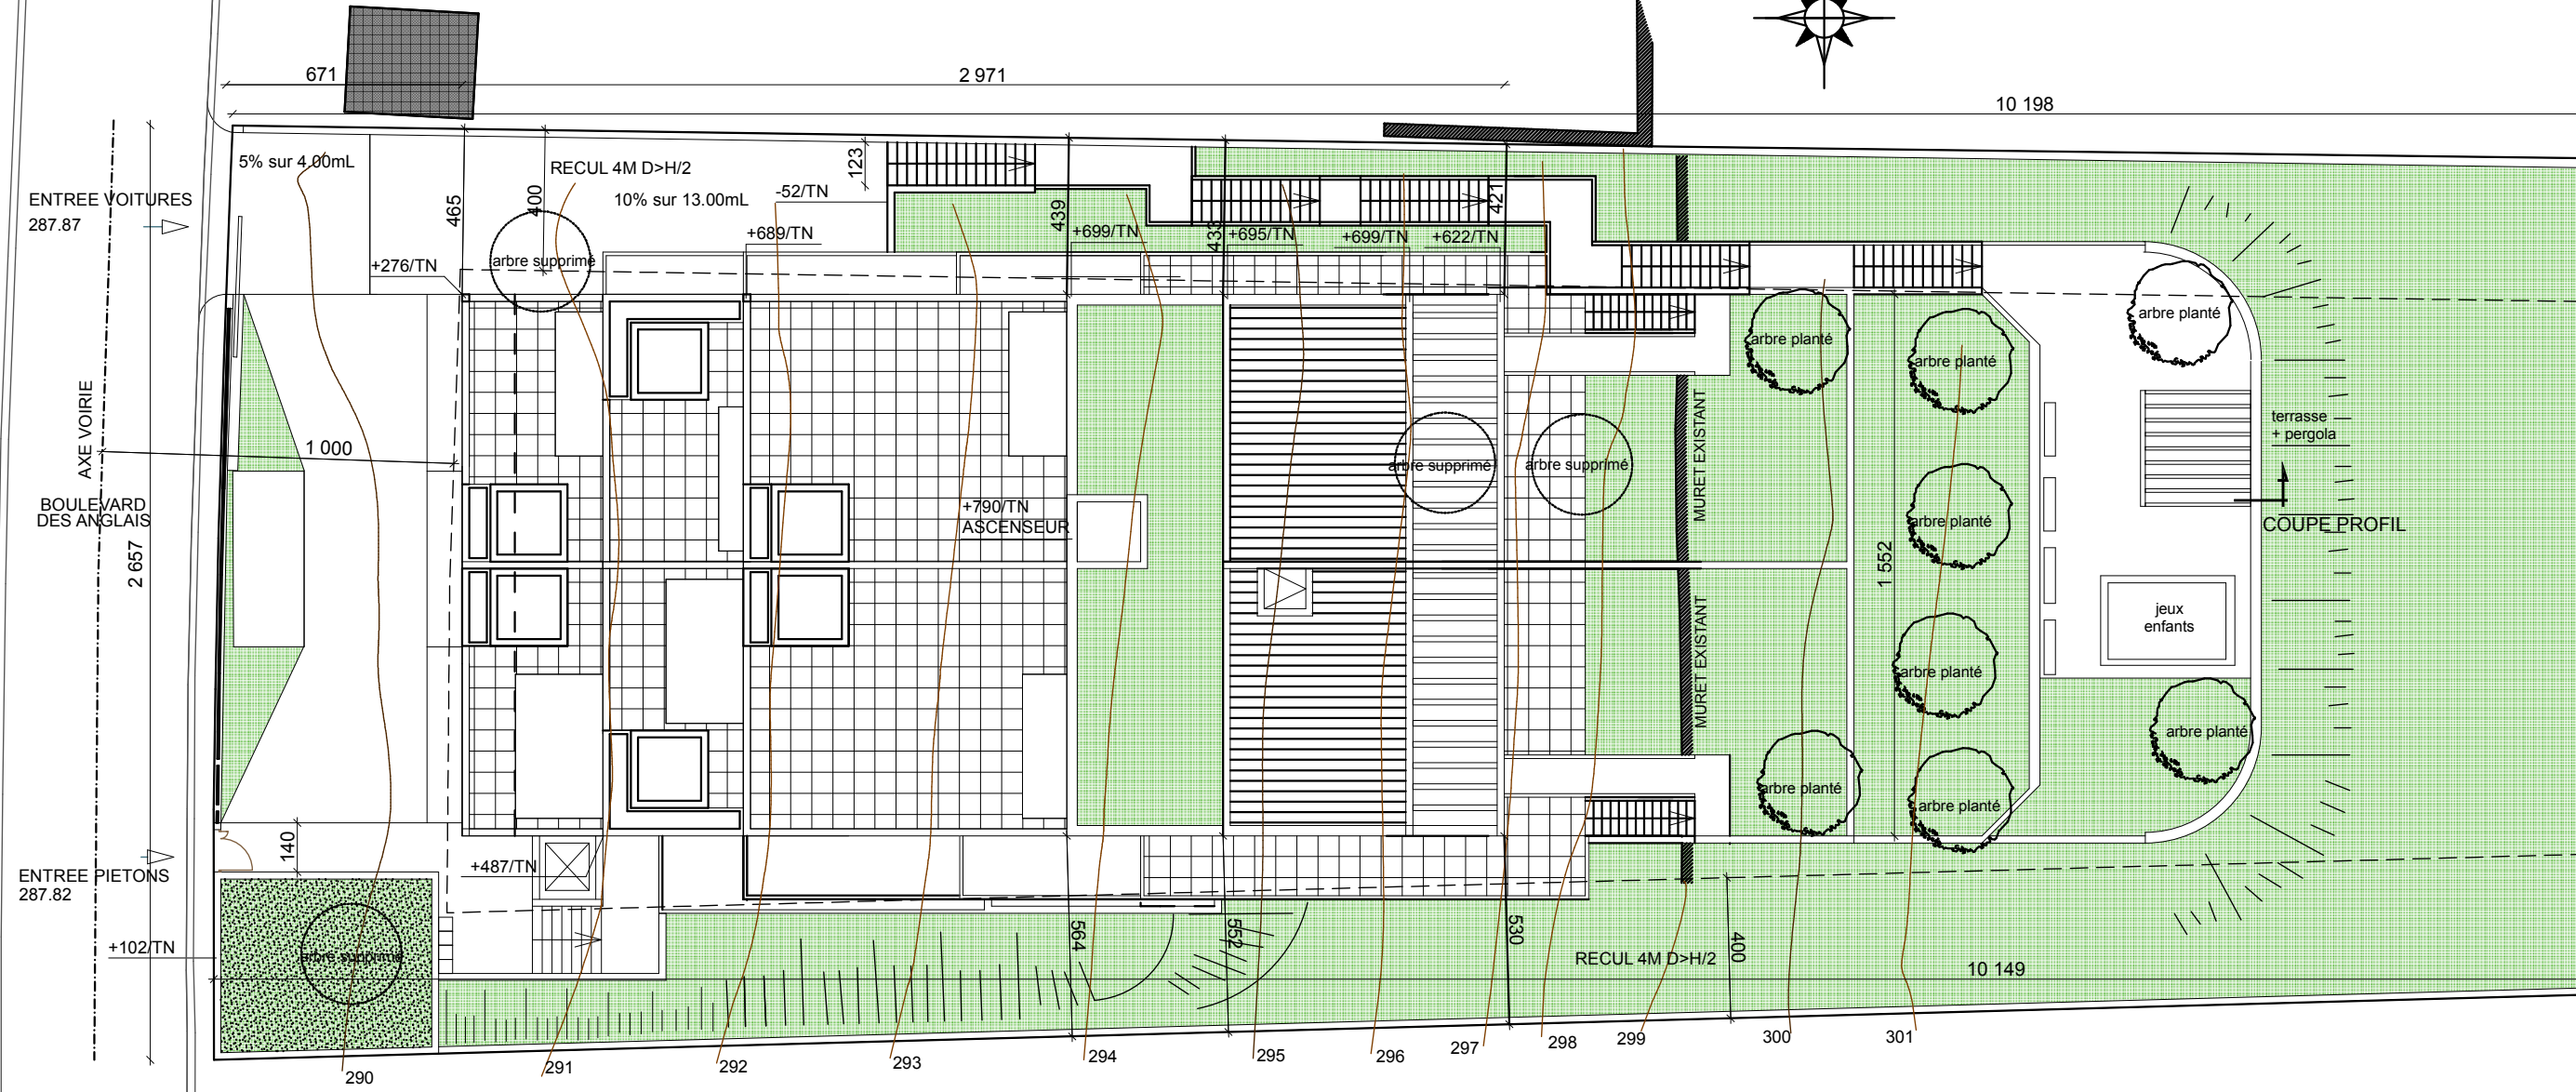 671
2 971
10 198
5% sur 4.00mL
RECUL 4M D>H/2
10% sur 13.00mL
ENTREE VOITURES
287.87
465
400
123
-52/TN
439
433
421
+689/TN
+699/TN
+695/TN
+699/TN
+622/TN
+276/TN
arbre supprimé
arbre planté
arbre planté
arbre planté
AXE VOIRIE
1 000
BOULEVARD
DES ANGLAIS
2 657
+790/TN
ASCENSEUR
arbre supprimé
arbre supprimé
MURET EXISTANT
arbre planté
terrasse
+ pergola
COUPE PROFIL
1 552
MURET EXISTANT
jeux
enfants
arbre planté
arbre planté
arbre planté
arbre planté
140
+487/TN
ENTREE PIETONS
287.82
+102/TN
arbre supprimé
564
552
530
RECUL 4M D>H/2
400
10 149
290
291
292
293
294
295
296
297
298
299
300
301